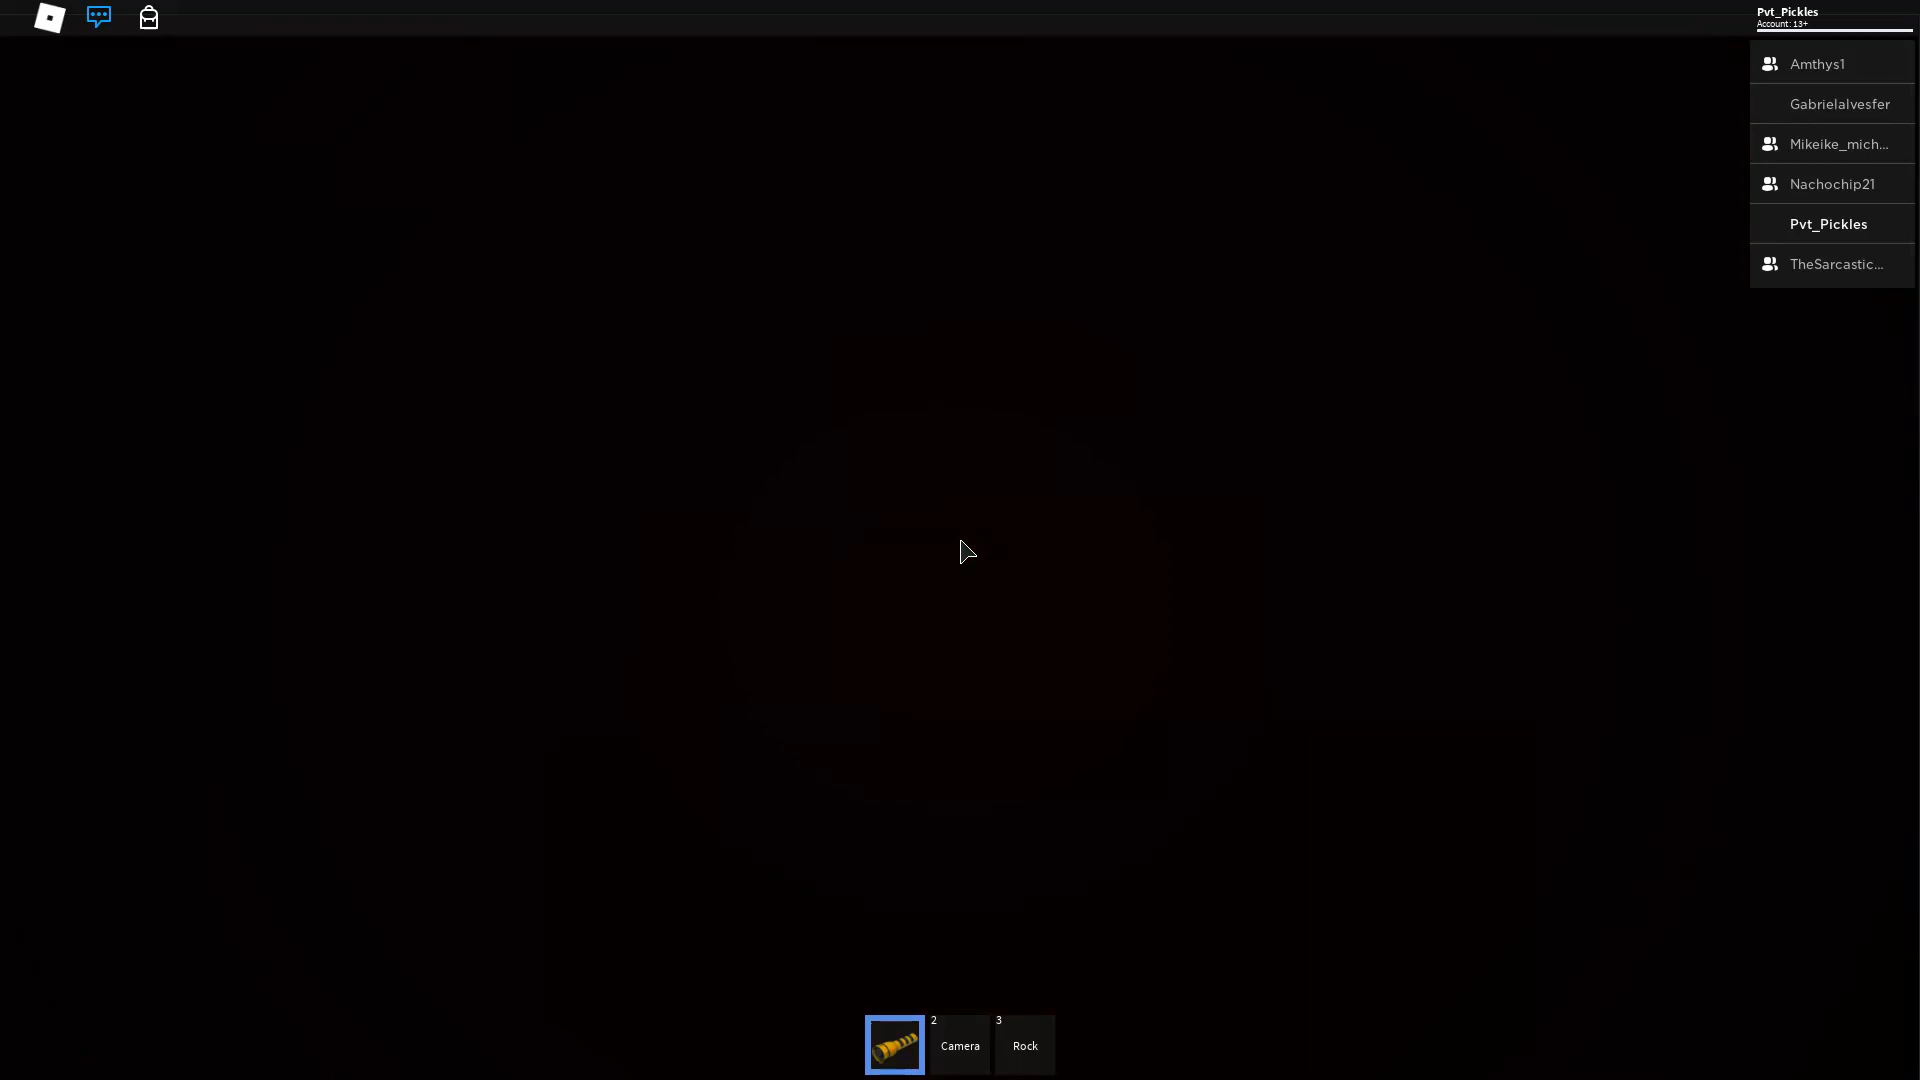 Pvt_Pickles
Account: 13+
Amthys1
Gabrielalvesfer
Mikeike_mich...
Nachochip21
Pvt_Pickles
TheSarcastic...
2
Camera
3
Rock